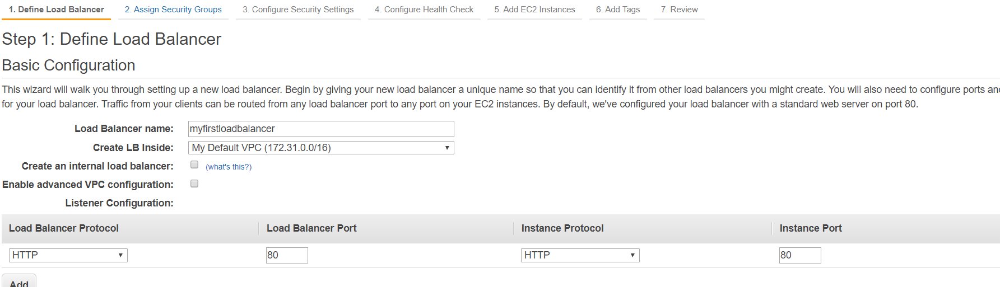 1. Define Load Balancer 2. Assign Security Groups 3. Configure Security Settings 4. Configure Health Check 5. Add EC2 Instances 6. Add Tags 7. Review
Step 1: Define Load Balancer
Basic Configuration
This wizard will walk you through setting up a new load balancer. Begin by giving your new load balancer a unique name so that you can identify it from other load balancers you might create. You will also need to configure ports and
for your load balancer. Traffic from your clients can be routed from any load balancer port to any port on your EC2 instances. By default, we've configured your load balancer with a standard web server on port 80.
Load Balancer name: myfirstloadbalancer
Create LB Inside: My Default VPC (172.31.0.0/16)
Create an internal load balancer: (what's this?)
Enable advanced VPC configuration:
Listener Configuration:
Load Balancer Protocol Load Balancer Port Instance Protocol Instance Port
HTTP 80 HTTP 80
Add